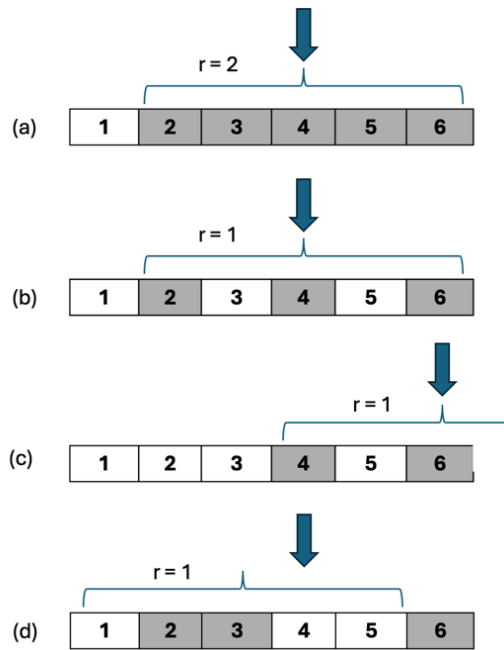 r = 2
(a) 1 2 3 4 5 6
r = 1
(b) 1 2 3 4 5 6
r = 1
(c) 1 2 3 4 5 6
r = 1
(d) 1 2 3 4 5 6